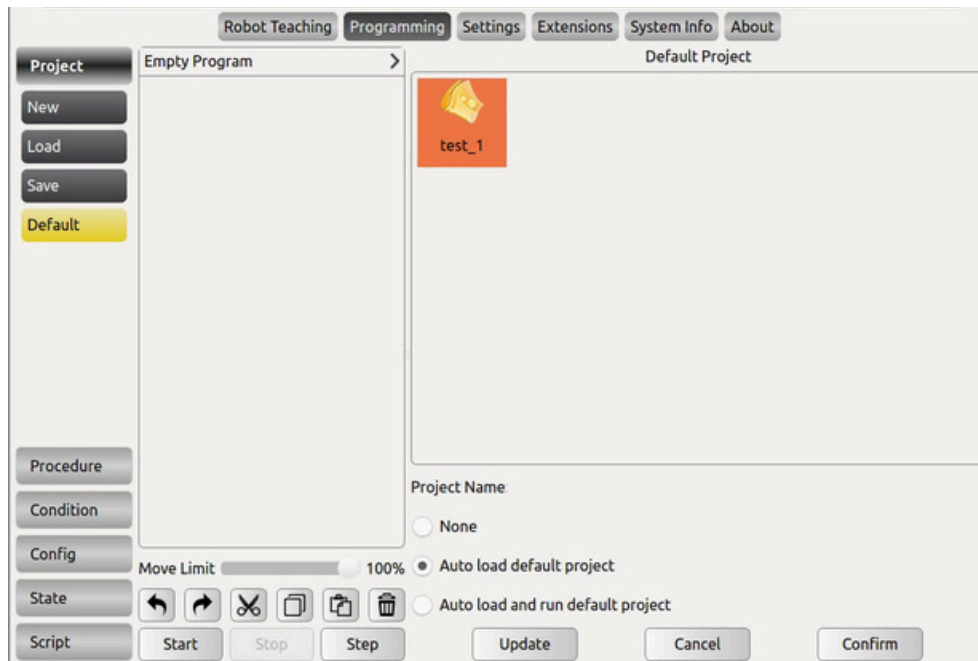 Robot Teaching Programming Settings Extensions System Info About
Project
New
Load
Save
Default
Procedure
Condition
Config
State
Script
Empty Program
Move Limit 100%
Start Stop Step
Default Project
test_1
Project Name:
None
Auto load default project
Auto load and run default project
Update Cancel Confirm